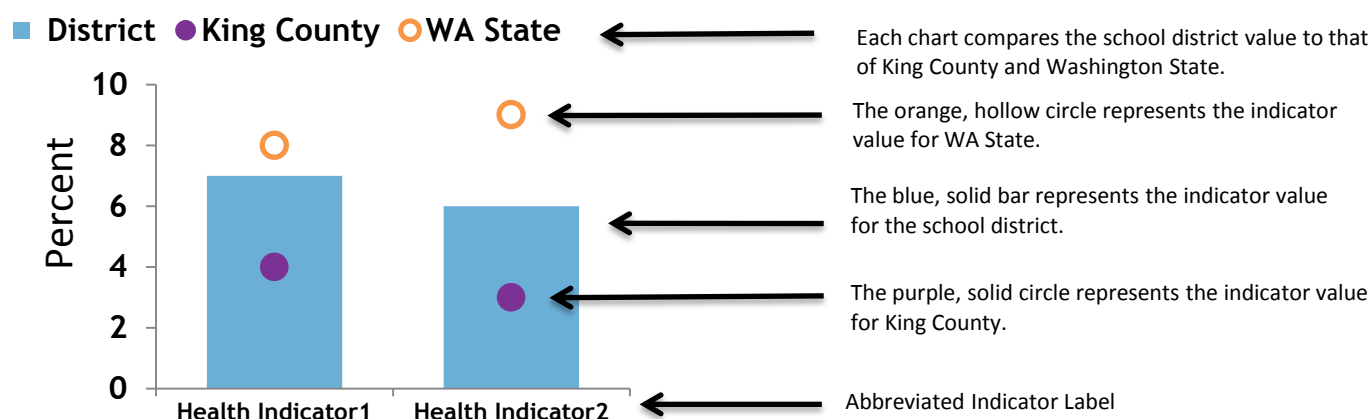 District King County WA State
Each chart compares the school district value to that
of King County and Washington State.
10
8
6
4
2
0
Percent
The orange, hollow circle represents the indicator
value for WA State.
The blue, solid bar represents the indicator value
for the school district.
The purple, solid circle represents the indicator value
for King County.
Health Indicator1 Health Indicator2
Abbreviated Indicator Label